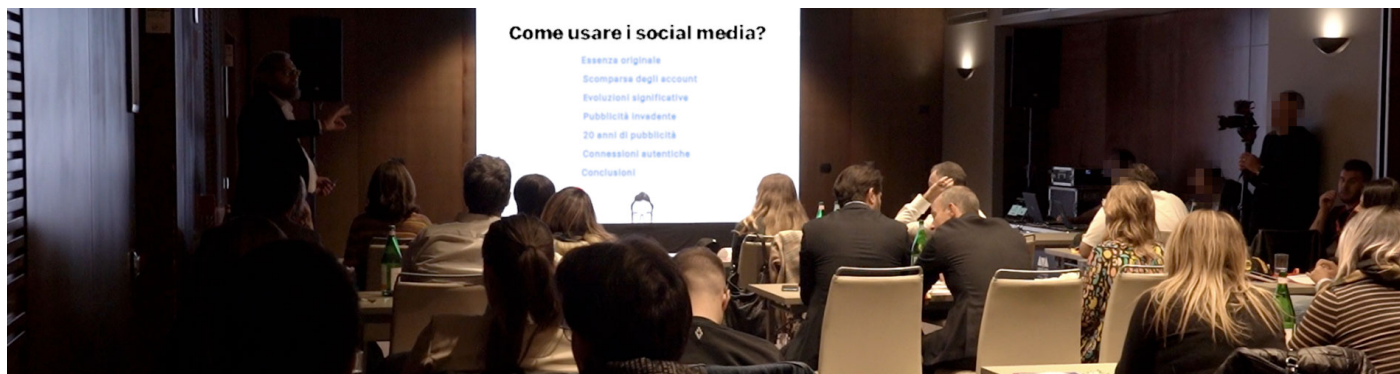 Come usare i social media?
Essenza originale
Scomparsa degli account
Evoluzioni significative
Pubblicità invadente
20 anni di pubblicità
Connessioni autentiche
Conclusioni